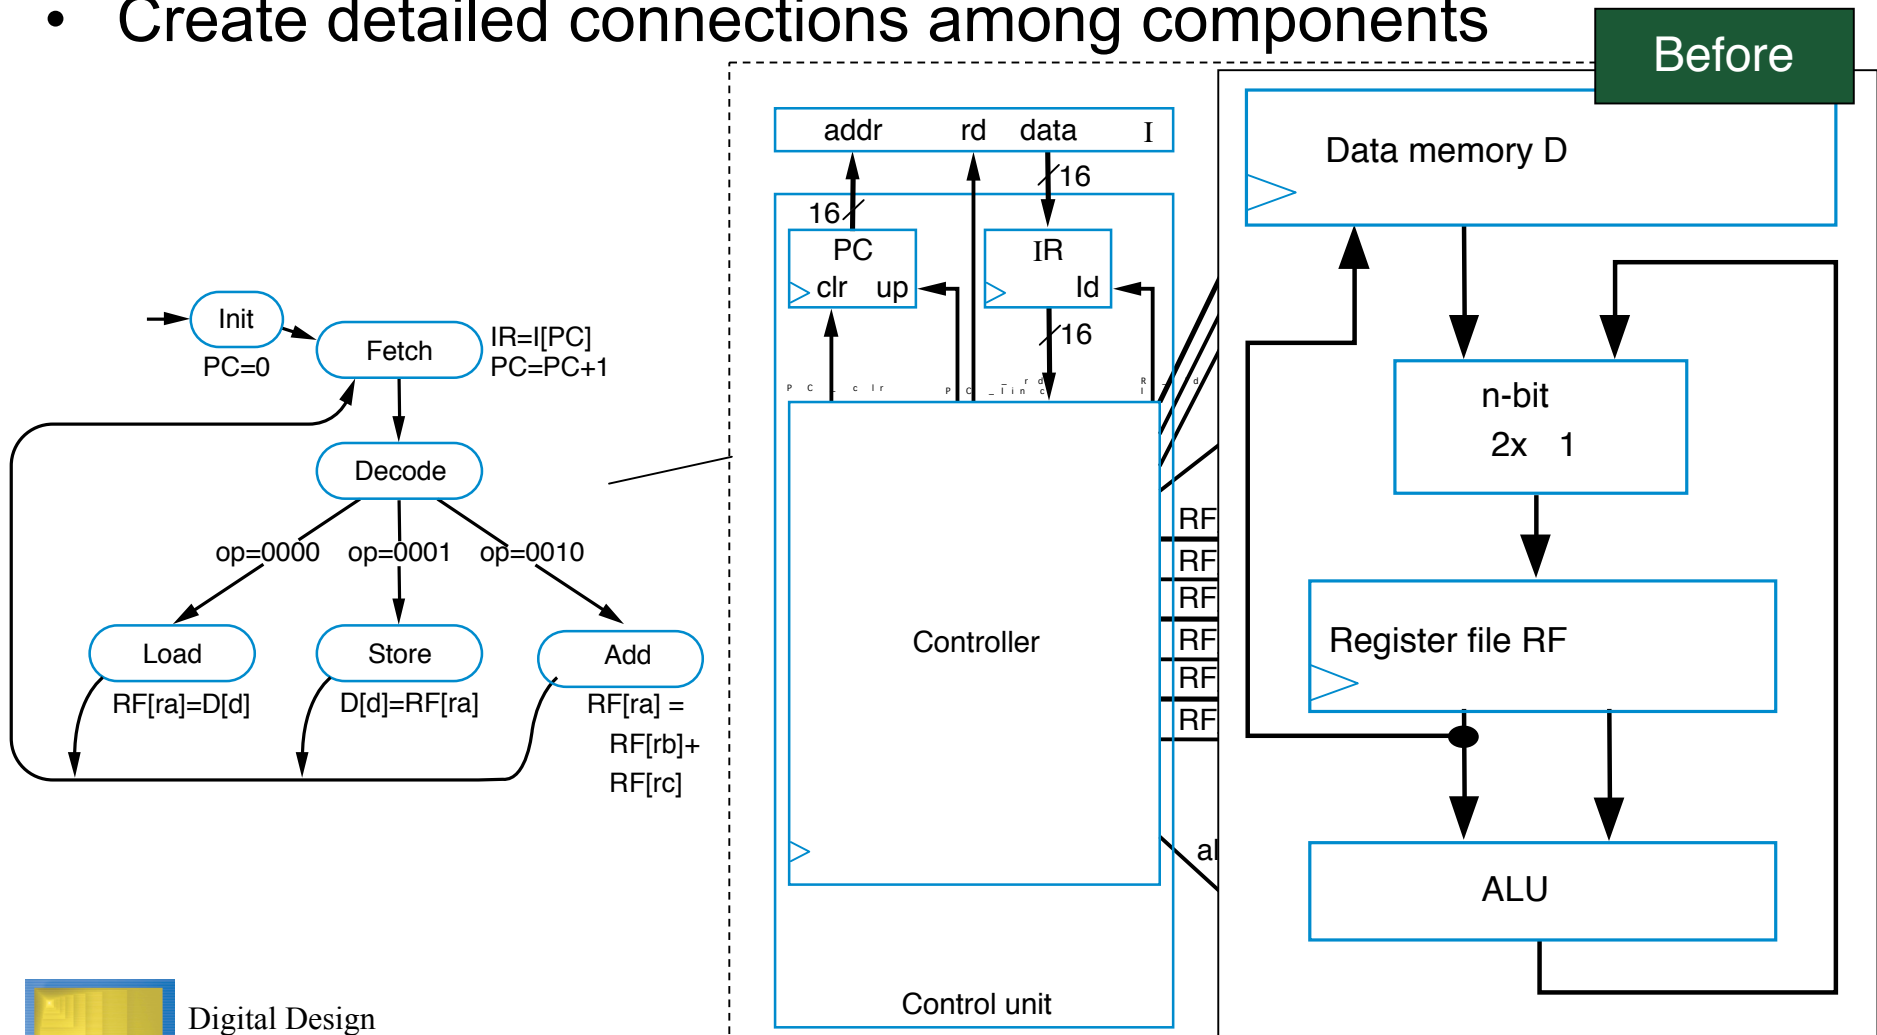 • Create detailed connections among components
Before
Init
PC=0
Fetch
IR=I[PC]
PC=PC+1
Decode
op=0000 op=0001 op=0010
Load
RF[ra]=D[d]
Store
D[d]=RF[ra]
Add
RF[ra] =
RF[rb]+
RF[rc]
addr rd data I
16
16
PC
clr up
IR
ld
16
PC_clr
Controller
RF
RF
RF
RF
RF
RF
Control unit
Data memory D
n-bit
2x 1
Register file RF
ALU
Digital Design